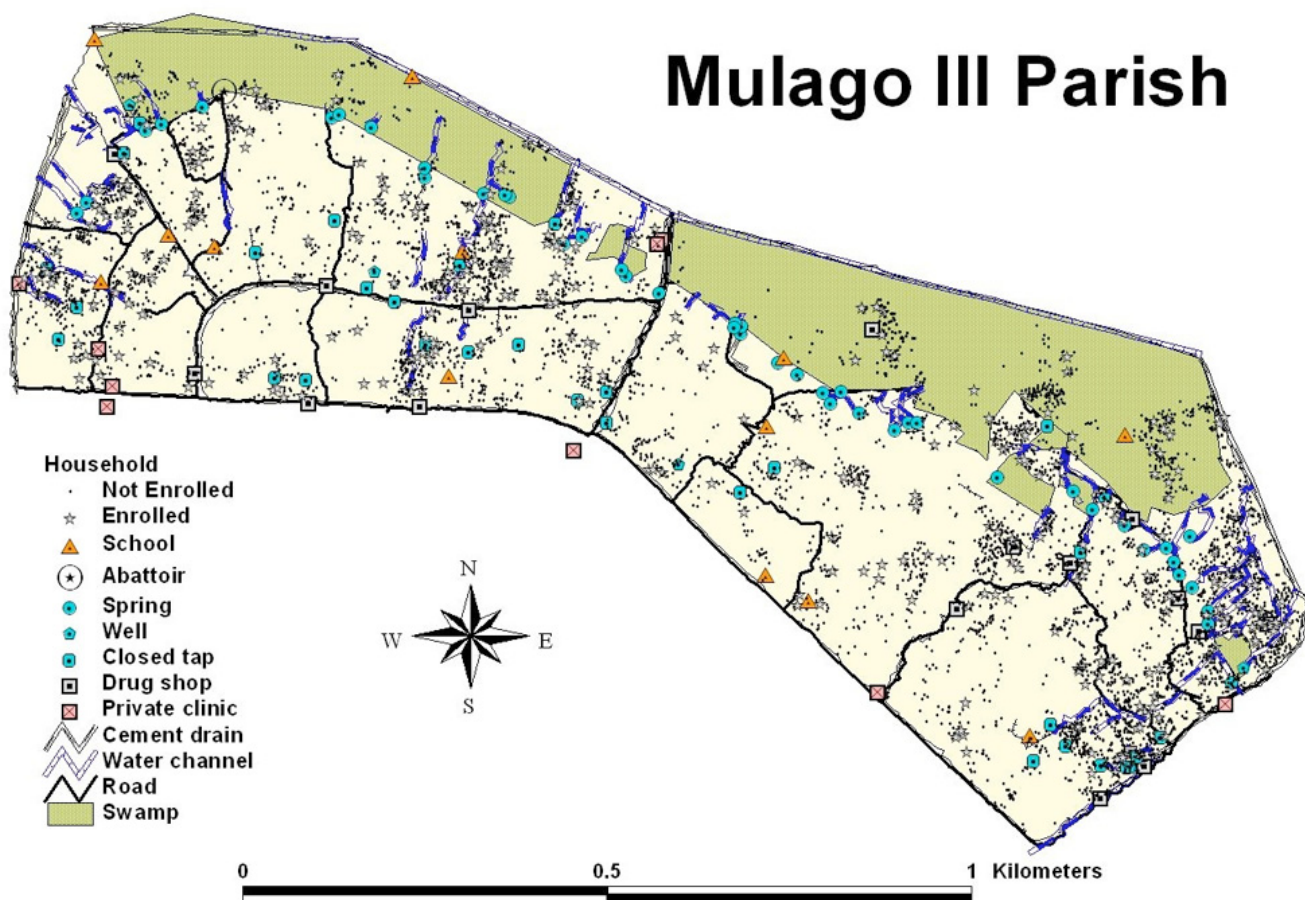 Mulago III Parish
Household
Not Enrolled
Enrolled
School
Abattoir
Spring
Well
Closed tap
Drug shop
Private clinic
Cement drain
Water channel
Road
Swamp
N
W E
S
0 0.5 1 Kilometers